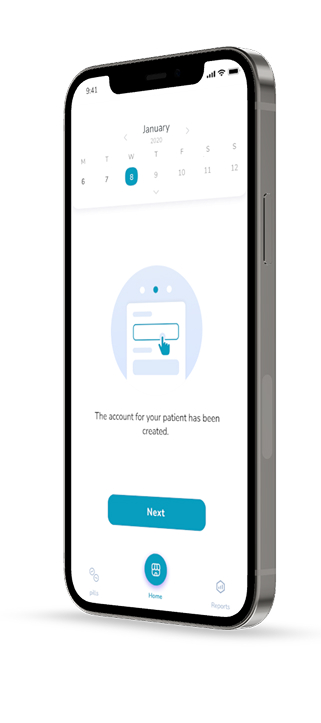 9:41
January
2020
M T W T F S S
6 7 8 9 10 11 12
The account for your patient has been
created.
Next
Home
Reports